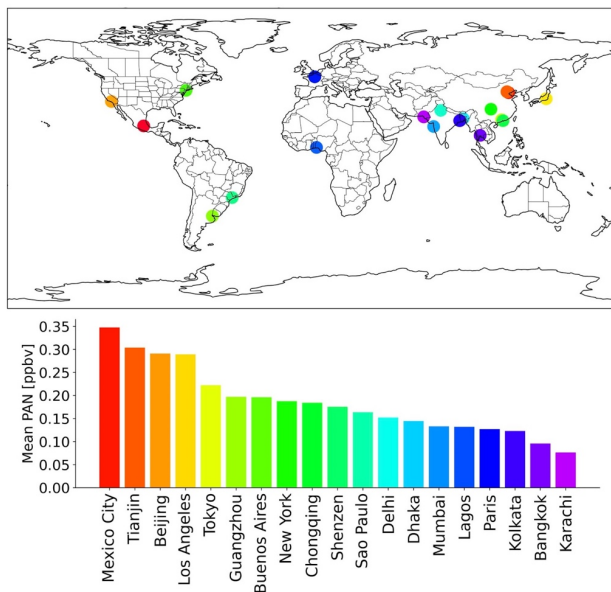 0.35
0.30
0.25
0.20
0.15
0.10
0.05
0.00
Mean PAN [ppbv]
Mexico City
Tianjin
Beijing
Los Angeles
Tokyo
Guangzhou
Buenos Aires
New York
Chongqing
Shenzen
Sao Paulo
Delhi
Dhaka
Mumbai
Lagos
Paris
Kolkata
Bangkok
Karachi